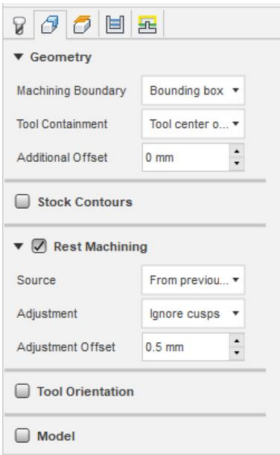 Geometry
Machining Boundary Bounding box
Tool Containment Tool center o...
Additional Offset 0 mm
Stock Contours
Rest Machining
Source From previou...
Adjustment Ignore cusps
Adjustment Offset 0.5 mm
Tool Orientation
Model